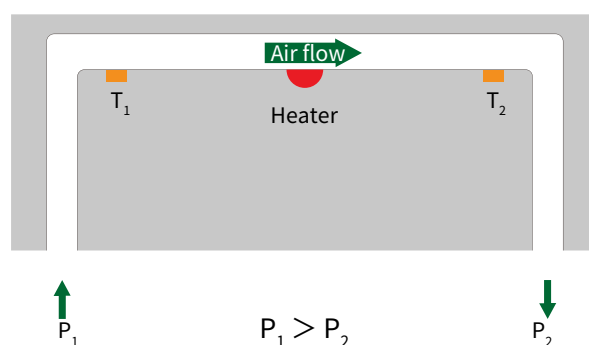 Air flow
T₁ T₂
Heater
P₁ P₁ > P₂ P₂